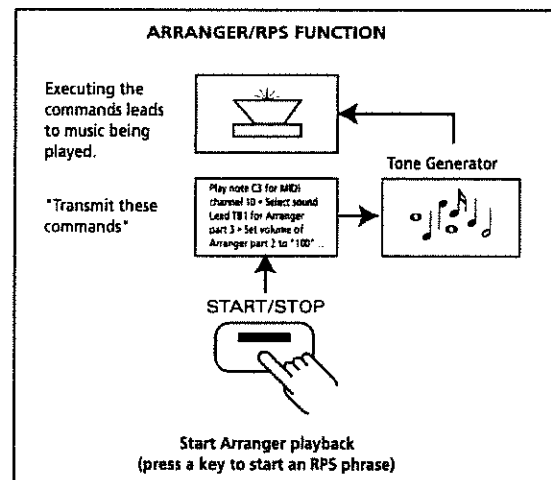 ARRANGER/RPS FUNCTION
Executing the
commands leads
to music being
played.
Tone Generator
"Transmit these
commands"
Play note C3 for MIDI
channel 10 • Select sound
Lead TB1 for Arranger
part 3 • Set volume of
Arranger part 2 to "100" ...
START/STOP
Start Arranger playback
(press a key to start an RPS phrase)